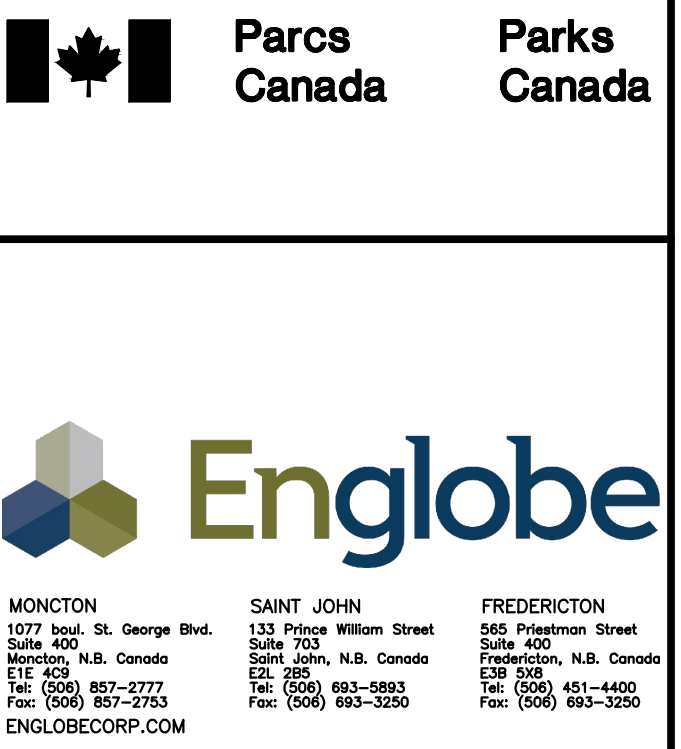 Parcs Canada
Parks Canada
Englobe
MONCTON
1077 boul. St. George Blvd.
Suite 400
Moncton, N.B. Canada
E1E 4C9
Tel: (506) 857-2777
Fax: (506) 857-2753
SAINT JOHN
133 Prince William Street
Suite 703
Saint John, N.B. Canada
E2L 2B5
Tel: (506) 693-5893
Fax: (506) 693-3250
FREDERICTON
565 Priestman Street
Suite 400
Fredericton, N.B. Canada
E3B 5X8
Tel: (506) 451-4400
Fax: (506) 693-3250
ENGLOBECORP.COM